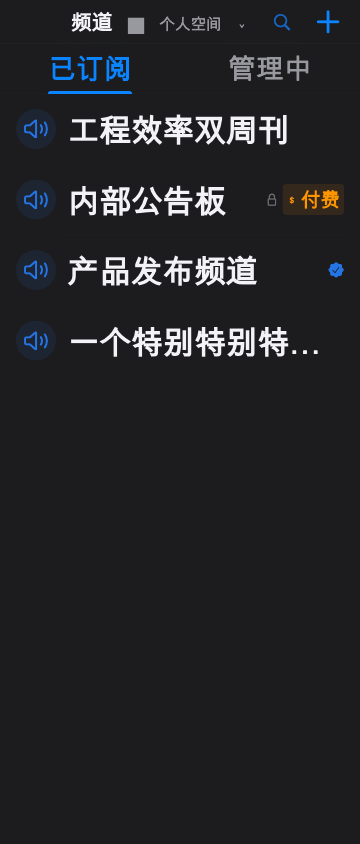 频道 个人空间
已订阅 管理中
工程效率双周刊
内部公告板 $ 付费
产品发布频道
一个特别特别特...